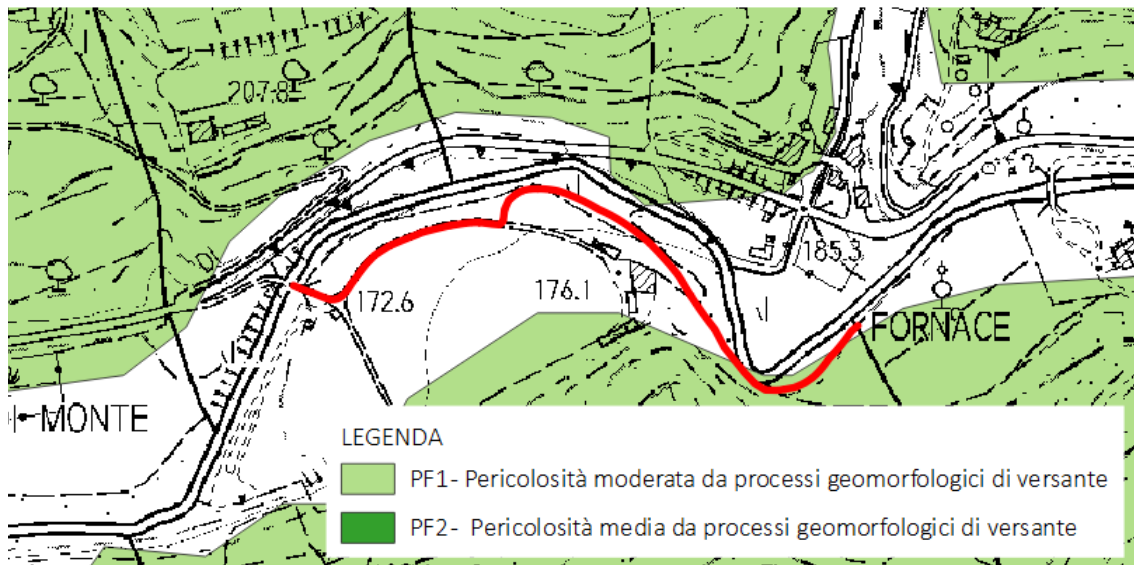 207.8
185.3
172.6
176.1
FORNACE
MONTE
LEGENDA
PF1- Pericolosità moderata da processi geomorfologici di versante
PF2- Pericolosità media da processi geomorfologici di versante